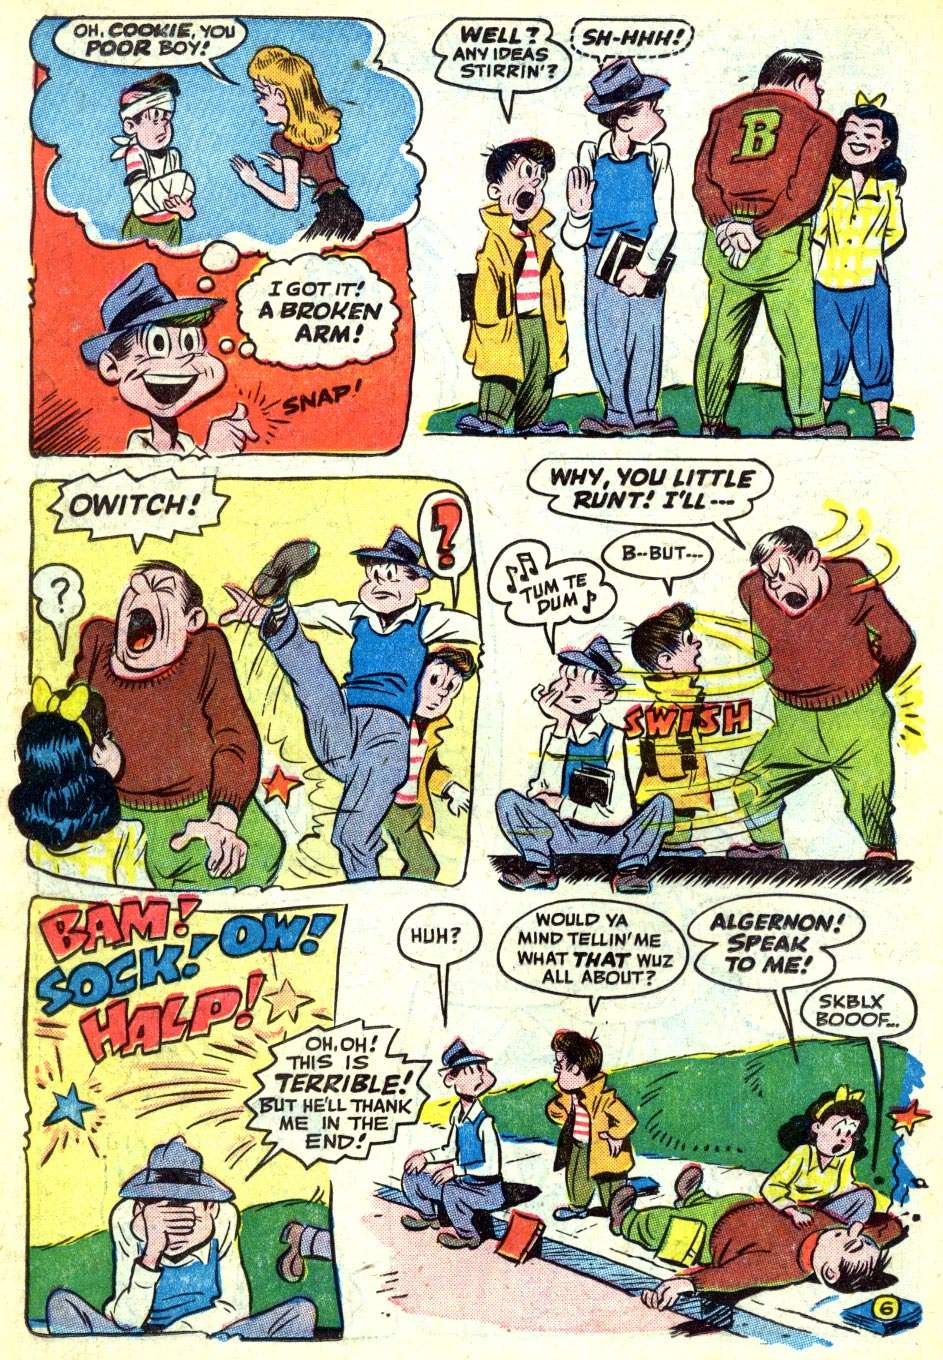 OH, COOKIE, YOU
POOR BOY!
I GOT IT!
A BROKEN
ARM!
SNAP!
WELL?
ANY IDEAS
STIRRIN'?
SH-HHH!
B
OWITCH!
?
?
WHY, YOU LITTLE
RUNT! I'LL---
B--BUT---
TUM TE
DUM
SWISH
BAM!
SOCK! OW!
HALP!
OH, OH!
THIS IS
TERRIBLE!
BUT HE'LL THANK
ME IN THE
END!
HUH?
WOULD YA
MIND TELLIN' ME
WHAT THAT WUZ
ALL ABOUT?
ALGERNON!
SPEAK
TO ME!
SKBLX
BOOOF...
6